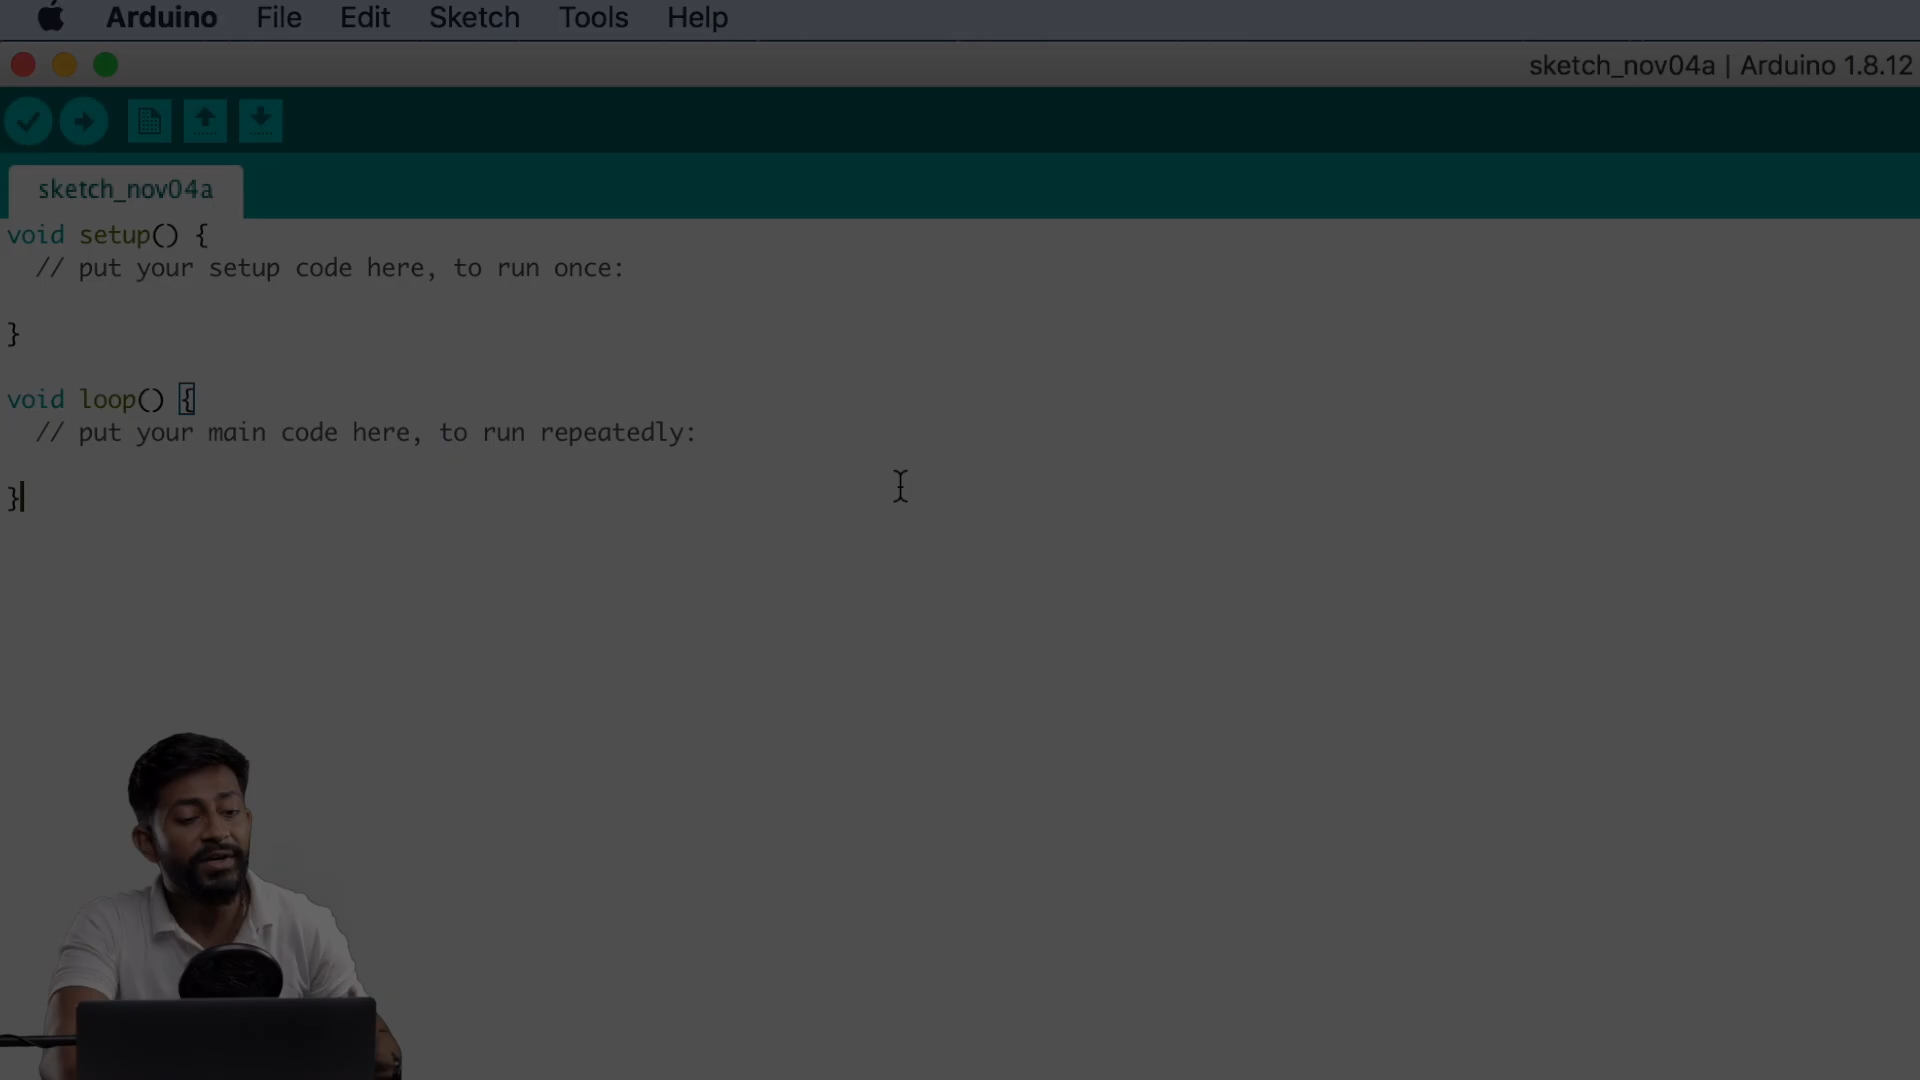 Arduino File Edit Sketch Tools Help
sketch_nov04a | Arduino 1.8.12
sketch_nov04a
void setup() {
  // put your setup code here, to run once:
}
void loop() {
  // put your main code here, to run repeatedly:
}